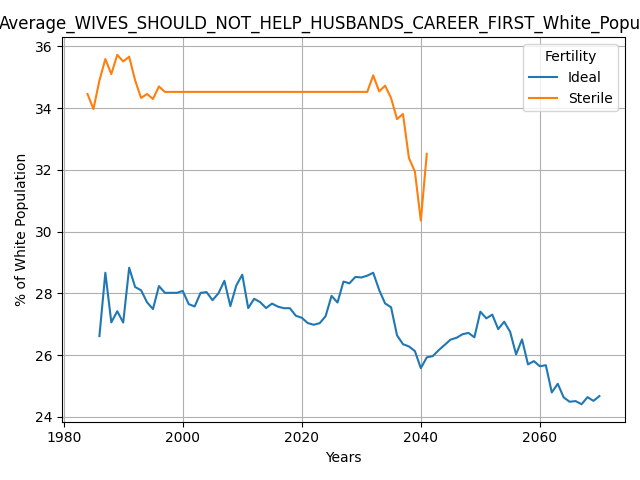 Average_WIVES_SHOULD_NOT_HELP_HUSBANDS_CAREER_FIRST_White_Popu
Fertility
Ideal
Sterile
% of White Population
36
34
32
30
28
26
24
1980
2000
2020
2040
2060
Years